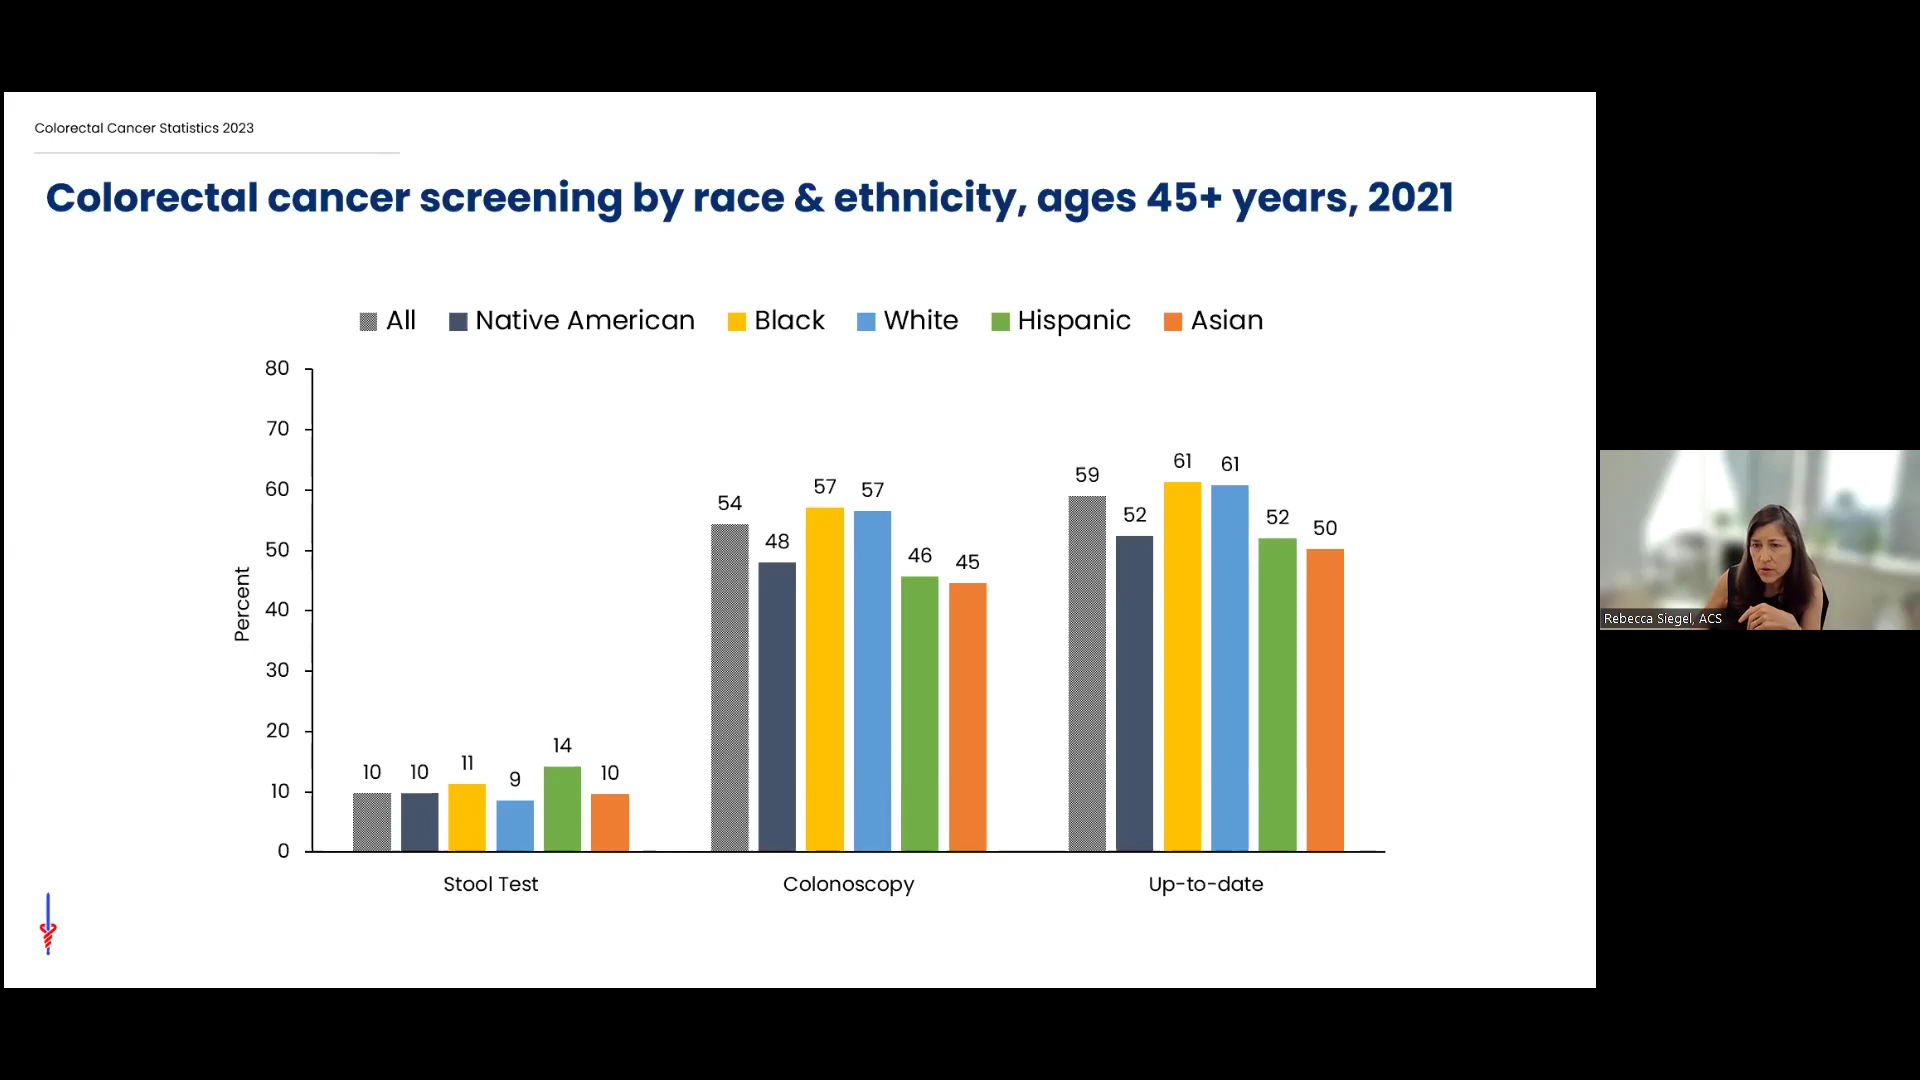 Colorectal Cancer Statistics 2023
Colorectal cancer screening by race & ethnicity, ages 45+ years, 2021
All Native American Black White Hispanic Asian
80
70
60
50
40
30
20
10
0
Percent
10 10 11 9 14 10
54 48 57 57 46 45
59 52 61 61 52 50
Stool Test Colonoscopy Up-to-date
Rebecca Siegel, ACS